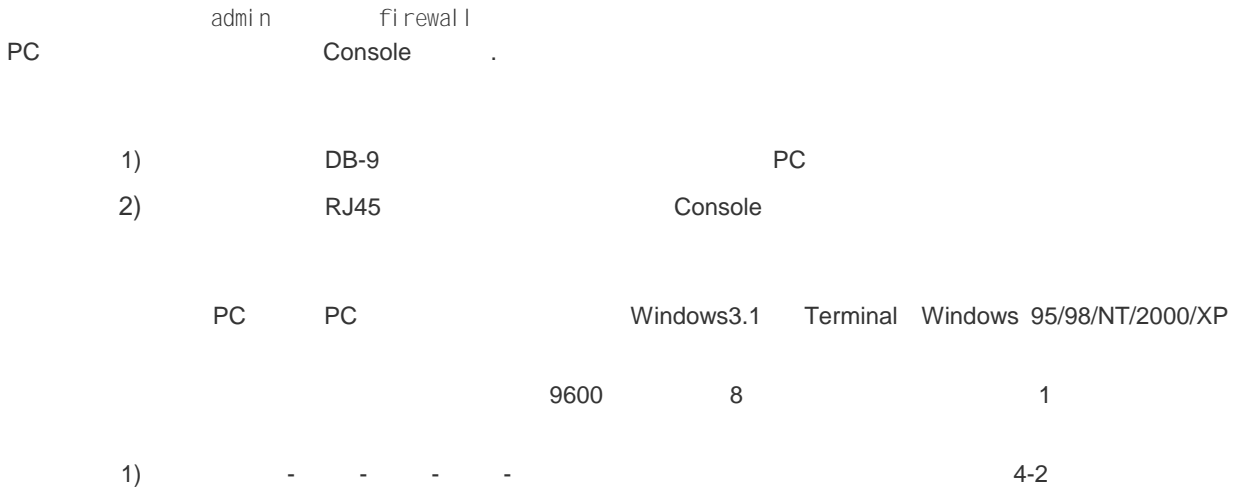 admin firewall
PC Console .
1) DB-9 PC
2) RJ45 Console
PC PC Windows3.1 Terminal Windows 95/98/NT/2000/XP
9600 8 1
1) - - - - 4-2